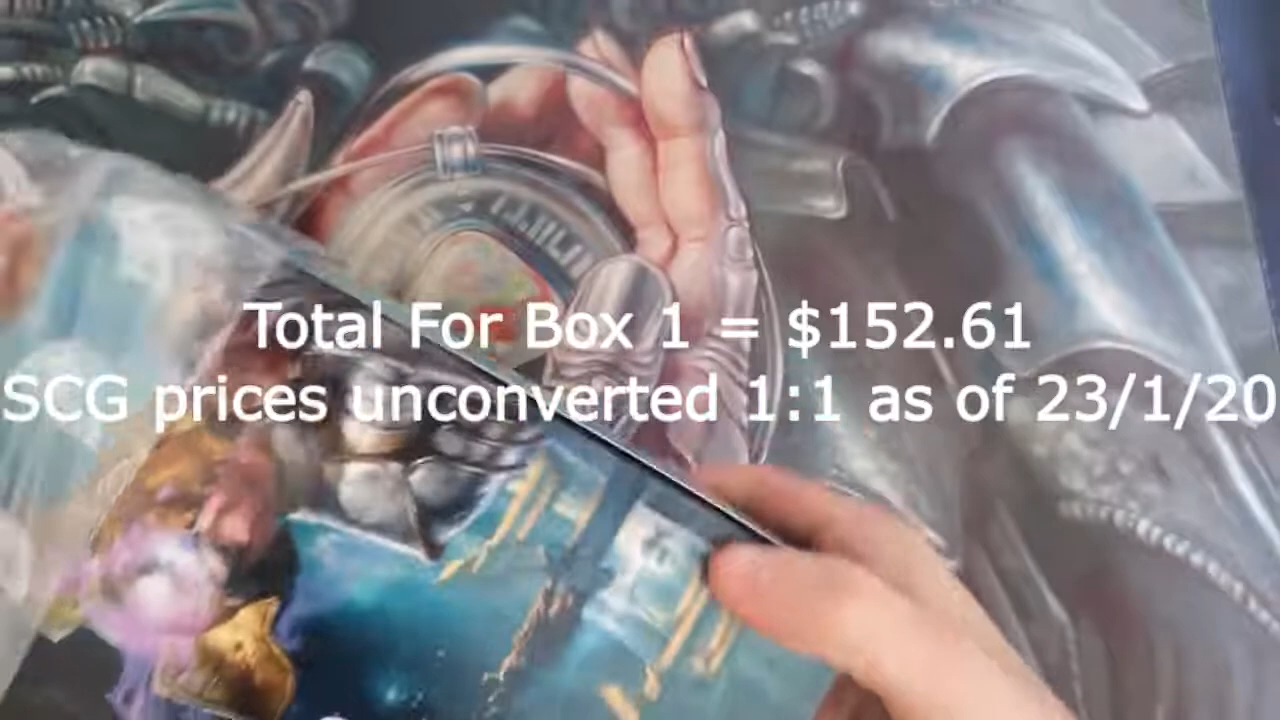 Total For Box 1 = $152.61
SCG prices unconverted 1:1 as of 23/1/20